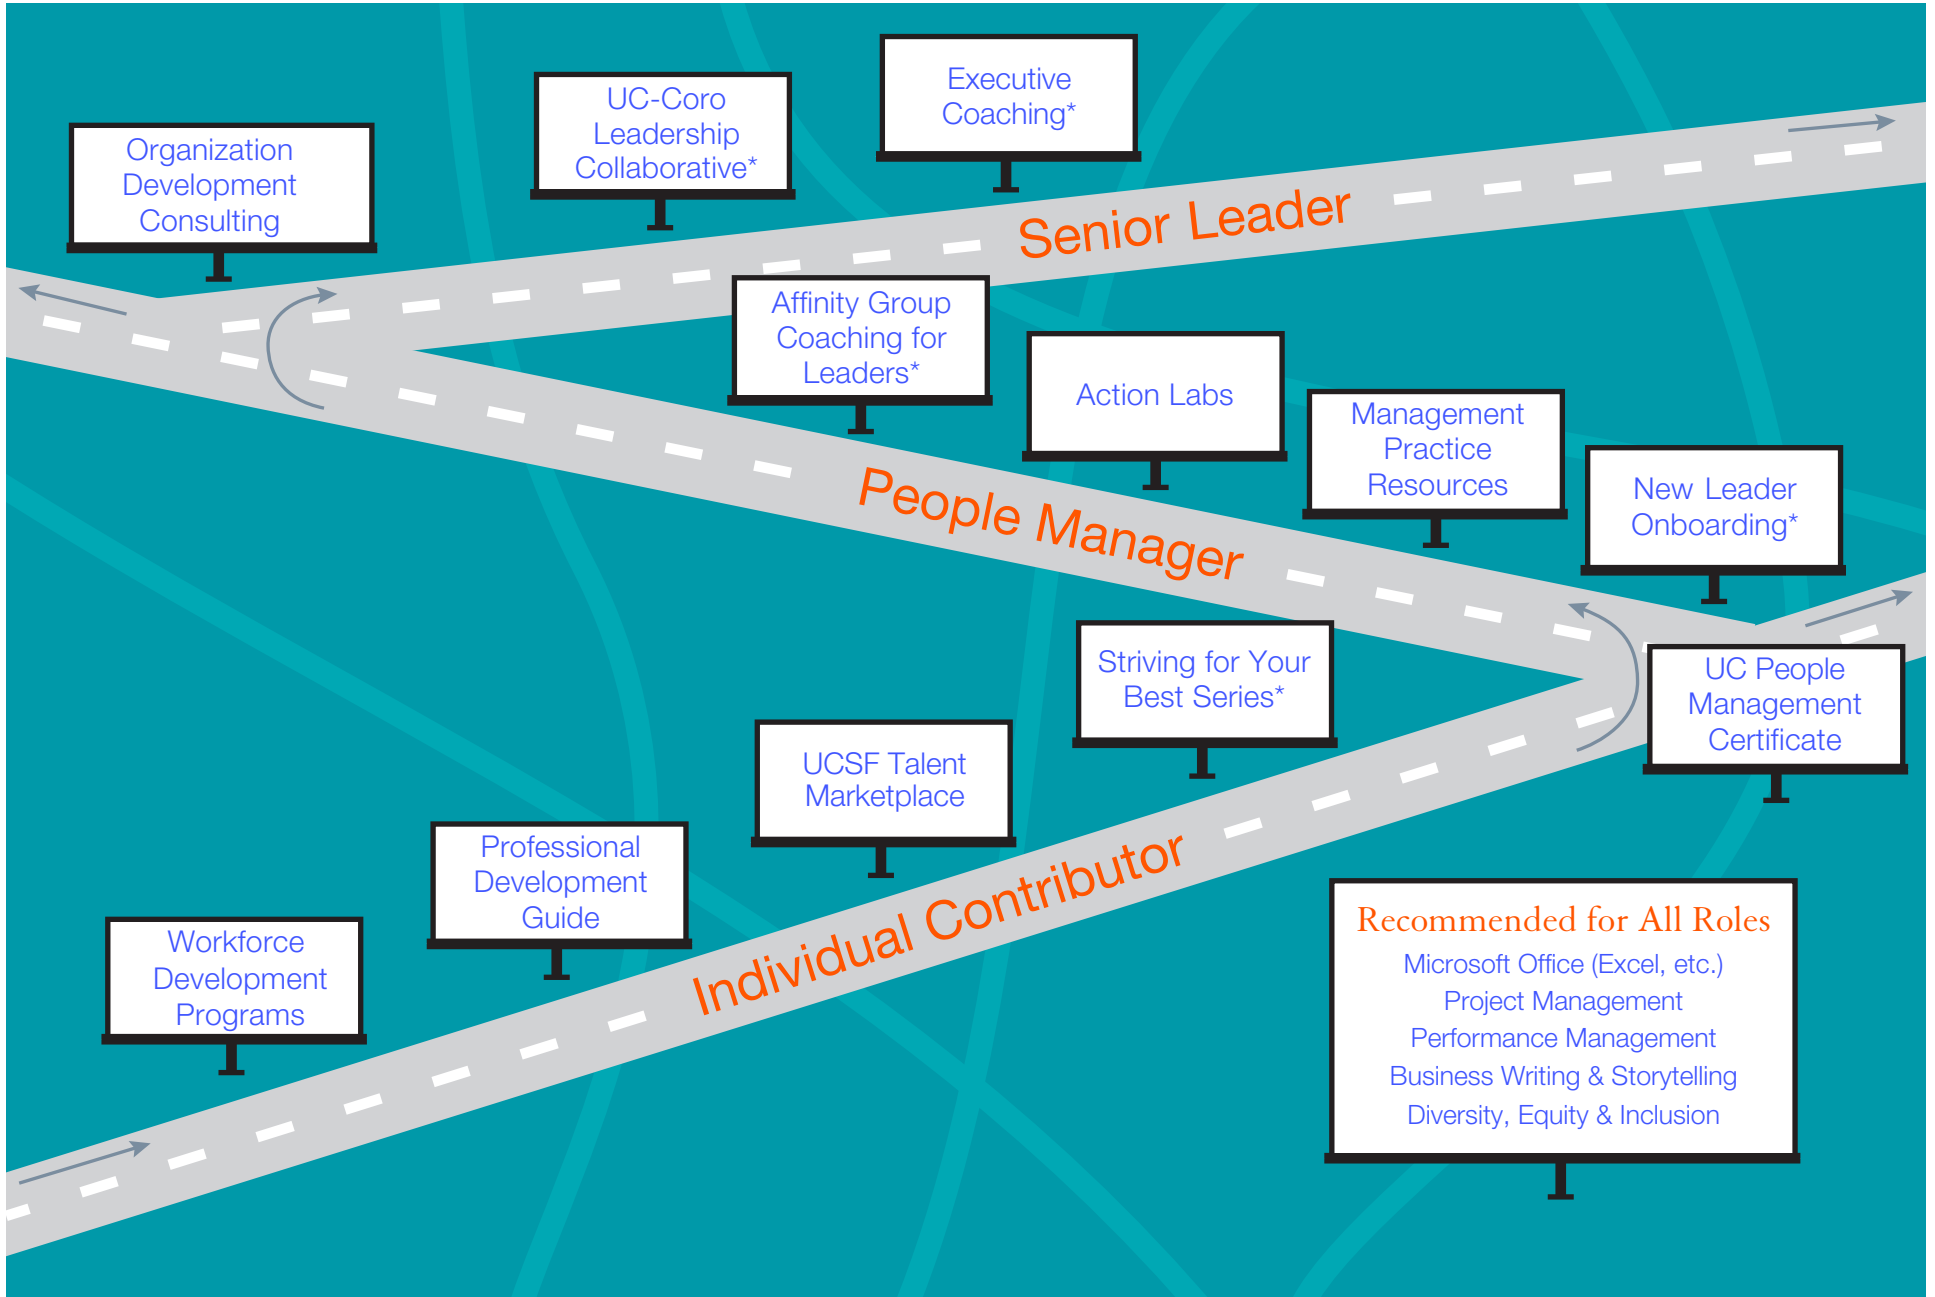 Executive
Coaching*
UC-Coro
Leadership
Collaborative*
Organization
Development
Consulting
Senior Leader
Affinity Group
Coaching for
Leaders*
Action Labs
Management
Practice
Resources
New Leader
Onboarding*
People Manager
UC People
Management
Certificate
Striving for Your
Best Series*
UCSF Talent
Marketplace
Professional
Development
Guide
Workforce
Development
Programs
Individual Contributor
Recommended for All Roles
Microsoft Office (Excel, etc.)
Project Management
Performance Management
Business Writing & Storytelling
Diversity, Equity & Inclusion